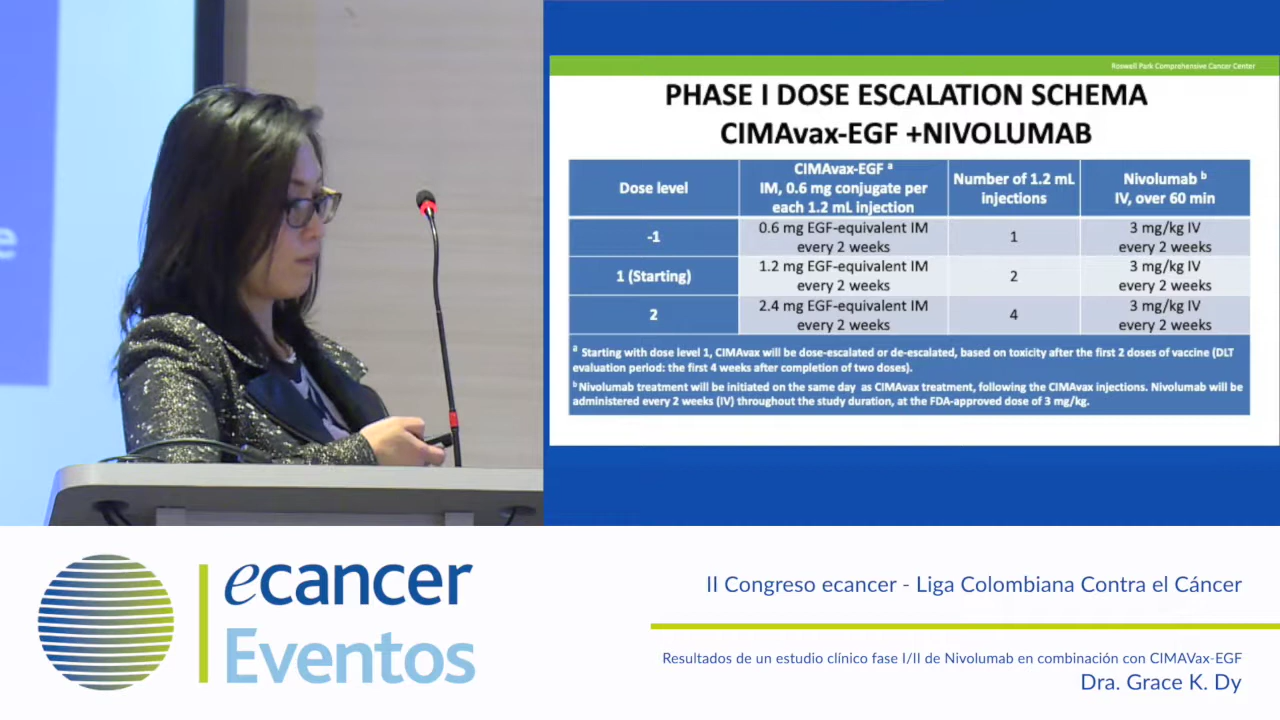 e
Roswell Park Comprehensive Cancer Center
PHASE I DOSE ESCALATION SCHEMA
CIMAvax-EGF +NIVOLUMAB
Dose level
CIMAvax-EGF a
IM, 0.6 mg conjugate per
each 1.2 mL injection
Number of 1.2 mL
injections
Nivolumab b
IV, over 60 min
-1
0.6 mg EGF-equivalent IM
every 2 weeks
1
3 mg/kg IV
every 2 weeks
1 (Starting)
1.2 mg EGF-equivalent IM
every 2 weeks
2
3 mg/kg IV
every 2 weeks
2
2.4 mg EGF-equivalent IM
every 2 weeks
4
3 mg/kg IV
every 2 weeks
a Starting with dose level 1, CIMAvax will be dose-escalated or de-escalated, based on toxicity after the first 2 doses of vaccine (DLT
evaluation period: the first 4 weeks after completion of two doses).
b Nivolumab treatment will be initiated on the same day as CIMAvax treatment, following the CIMAvax injections. Nivolumab will be
administered every 2 weeks (IV) throughout the study duration, at the FDA-approved dose of 3 mg/kg.
ecancer
Eventos
II Congreso ecancer - Liga Colombiana Contra el Cáncer
Resultados de un estudio clínico fase I/II de Nivolumab en combinación con CIMAVax-EGF
Dra. Grace K. Dy